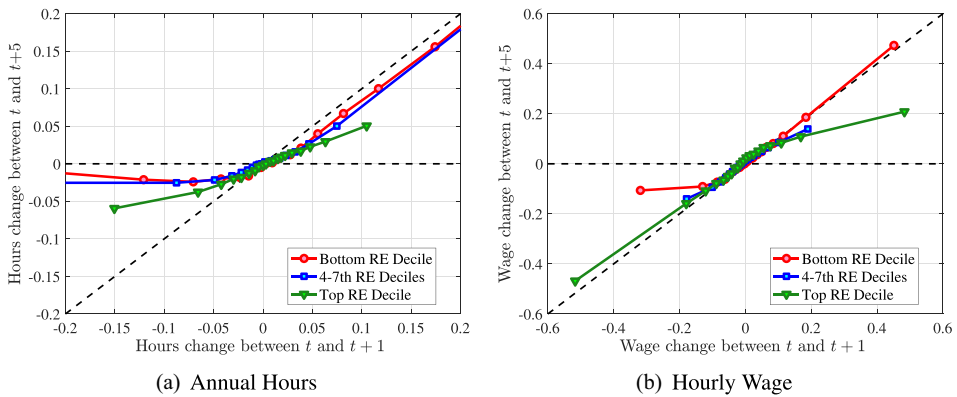 Hours change between t and t+5
0.2
0.15
0.1
0.05
0
-0.05
-0.1
-0.15
-0.2
-0.2 -0.15 -0.1 -0.05 0 0.05 0.1 0.15 0.2
Hours change between t and t + 1
Bottom RE Decile
4-7th RE Deciles
Top RE Decile
(a) Annual Hours
Wage change between t and t+5
0.6
0.4
0.2
0
-0.2
-0.4
-0.6
-0.6 -0.4 -0.2 0 0.2 0.4 0.6
Wage change between t and t + 1
Bottom RE Decile
4-7th RE Deciles
Top RE Decile
(b) Hourly Wage